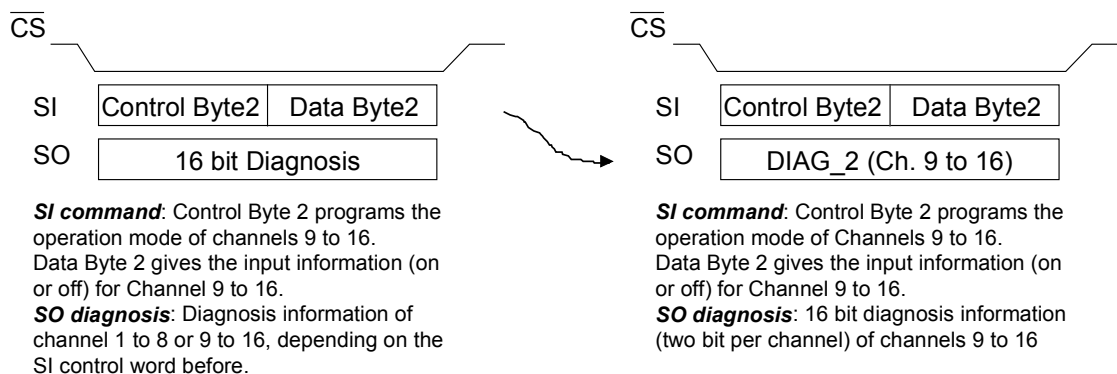 CS
SI Control Byte2 Data Byte2
SO 16 bit Diagnosis
SI command: Control Byte 2 programs the
operation mode of channels 9 to 16.
Data Byte 2 gives the input information (on
or off) for Channel 9 to 16.
SO diagnosis: Diagnosis information of
channel 1 to 8 or 9 to 16, depending on the
SI control word before.
CS
SI Control Byte2 Data Byte2
SO DIAG_2 (Ch. 9 to 16)
SI command: Control Byte 2 programs the
operation mode of Channels 9 to 16.
Data Byte 2 gives the input information (on
or off) for Channel 9 to 16.
SO diagnosis: 16 bit diagnosis information
(two bit per channel) of channels 9 to 16